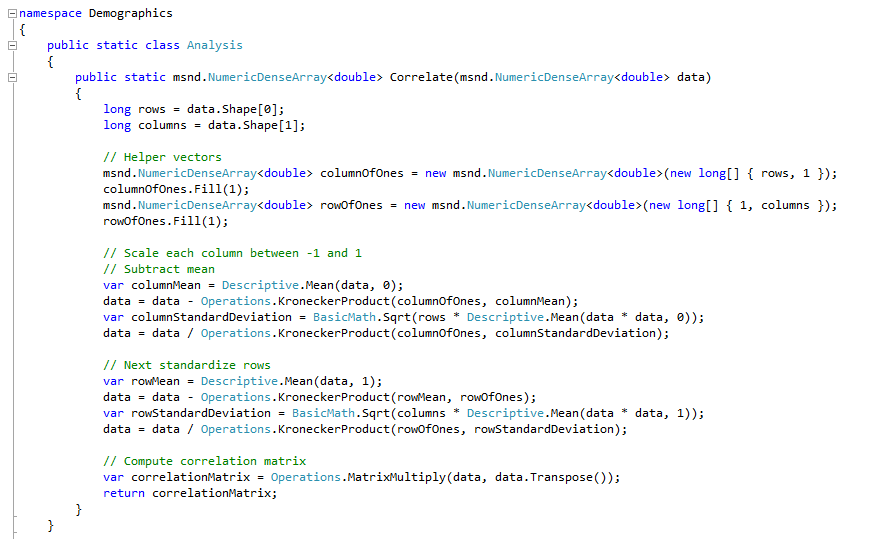 namespace Demographics
{
    public static class Analysis
    {
        public static msnd.NumericDenseArray<double> Correlate(msnd.NumericDenseArray<double> data)
        {
            long rows = data.Shape[0];
            long columns = data.Shape[1];

            // Helper vectors
            msnd.NumericDenseArray<double> columnOfOnes = new msnd.NumericDenseArray<double>(new long[] { rows, 1 });
            columnOfOnes.Fill(1);
            msnd.NumericDenseArray<double> rowOfOnes = new msnd.NumericDenseArray<double>(new long[] { 1, columns });
            rowOfOnes.Fill(1);

            // Scale each column between -1 and 1
            // Subtract mean
            var columnMean = Descriptive.Mean(data, 0);
            data = data - Operations.KroneckerProduct(columnOfOnes, columnMean);
            var columnStandardDeviation = BasicMath.Sqrt(rows * Descriptive.Mean(data * data, 0));
            data = data / Operations.KroneckerProduct(columnOfOnes, columnStandardDeviation);

            // Next standardize rows
            var rowMean = Descriptive.Mean(data, 1);
            data = data - Operations.KroneckerProduct(rowMean, rowOfOnes);
            var rowStandardDeviation = BasicMath.Sqrt(columns * Descriptive.Mean(data * data, 1));
            data = data / Operations.KroneckerProduct(rowOfOnes, rowStandardDeviation);

            // Compute correlation matrix
            var correlationMatrix = Operations.MatrixMultiply(data, data.Transpose());
            return correlationMatrix;
        }
    }